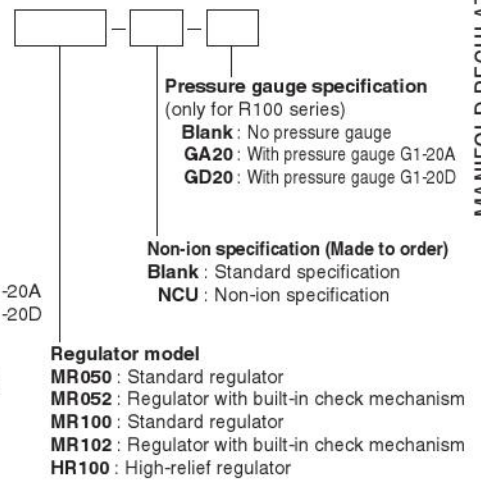 Pressure gauge specification
(only for R100 series)
Blank : No pressure gauge
GA20 : With pressure gauge G1-20A
GD20 : With pressure gauge G1-20D
Non-ion specification (Made to order)
Blank : Standard specification
NCU : Non-ion specification
-20A
-20D
Regulator model
MR050 : Standard regulator
MR052 : Regulator with built-in check mechanism
MR100 : Standard regulator
MR102 : Regulator with built-in check mechanism
HR100 : High-relief regulator